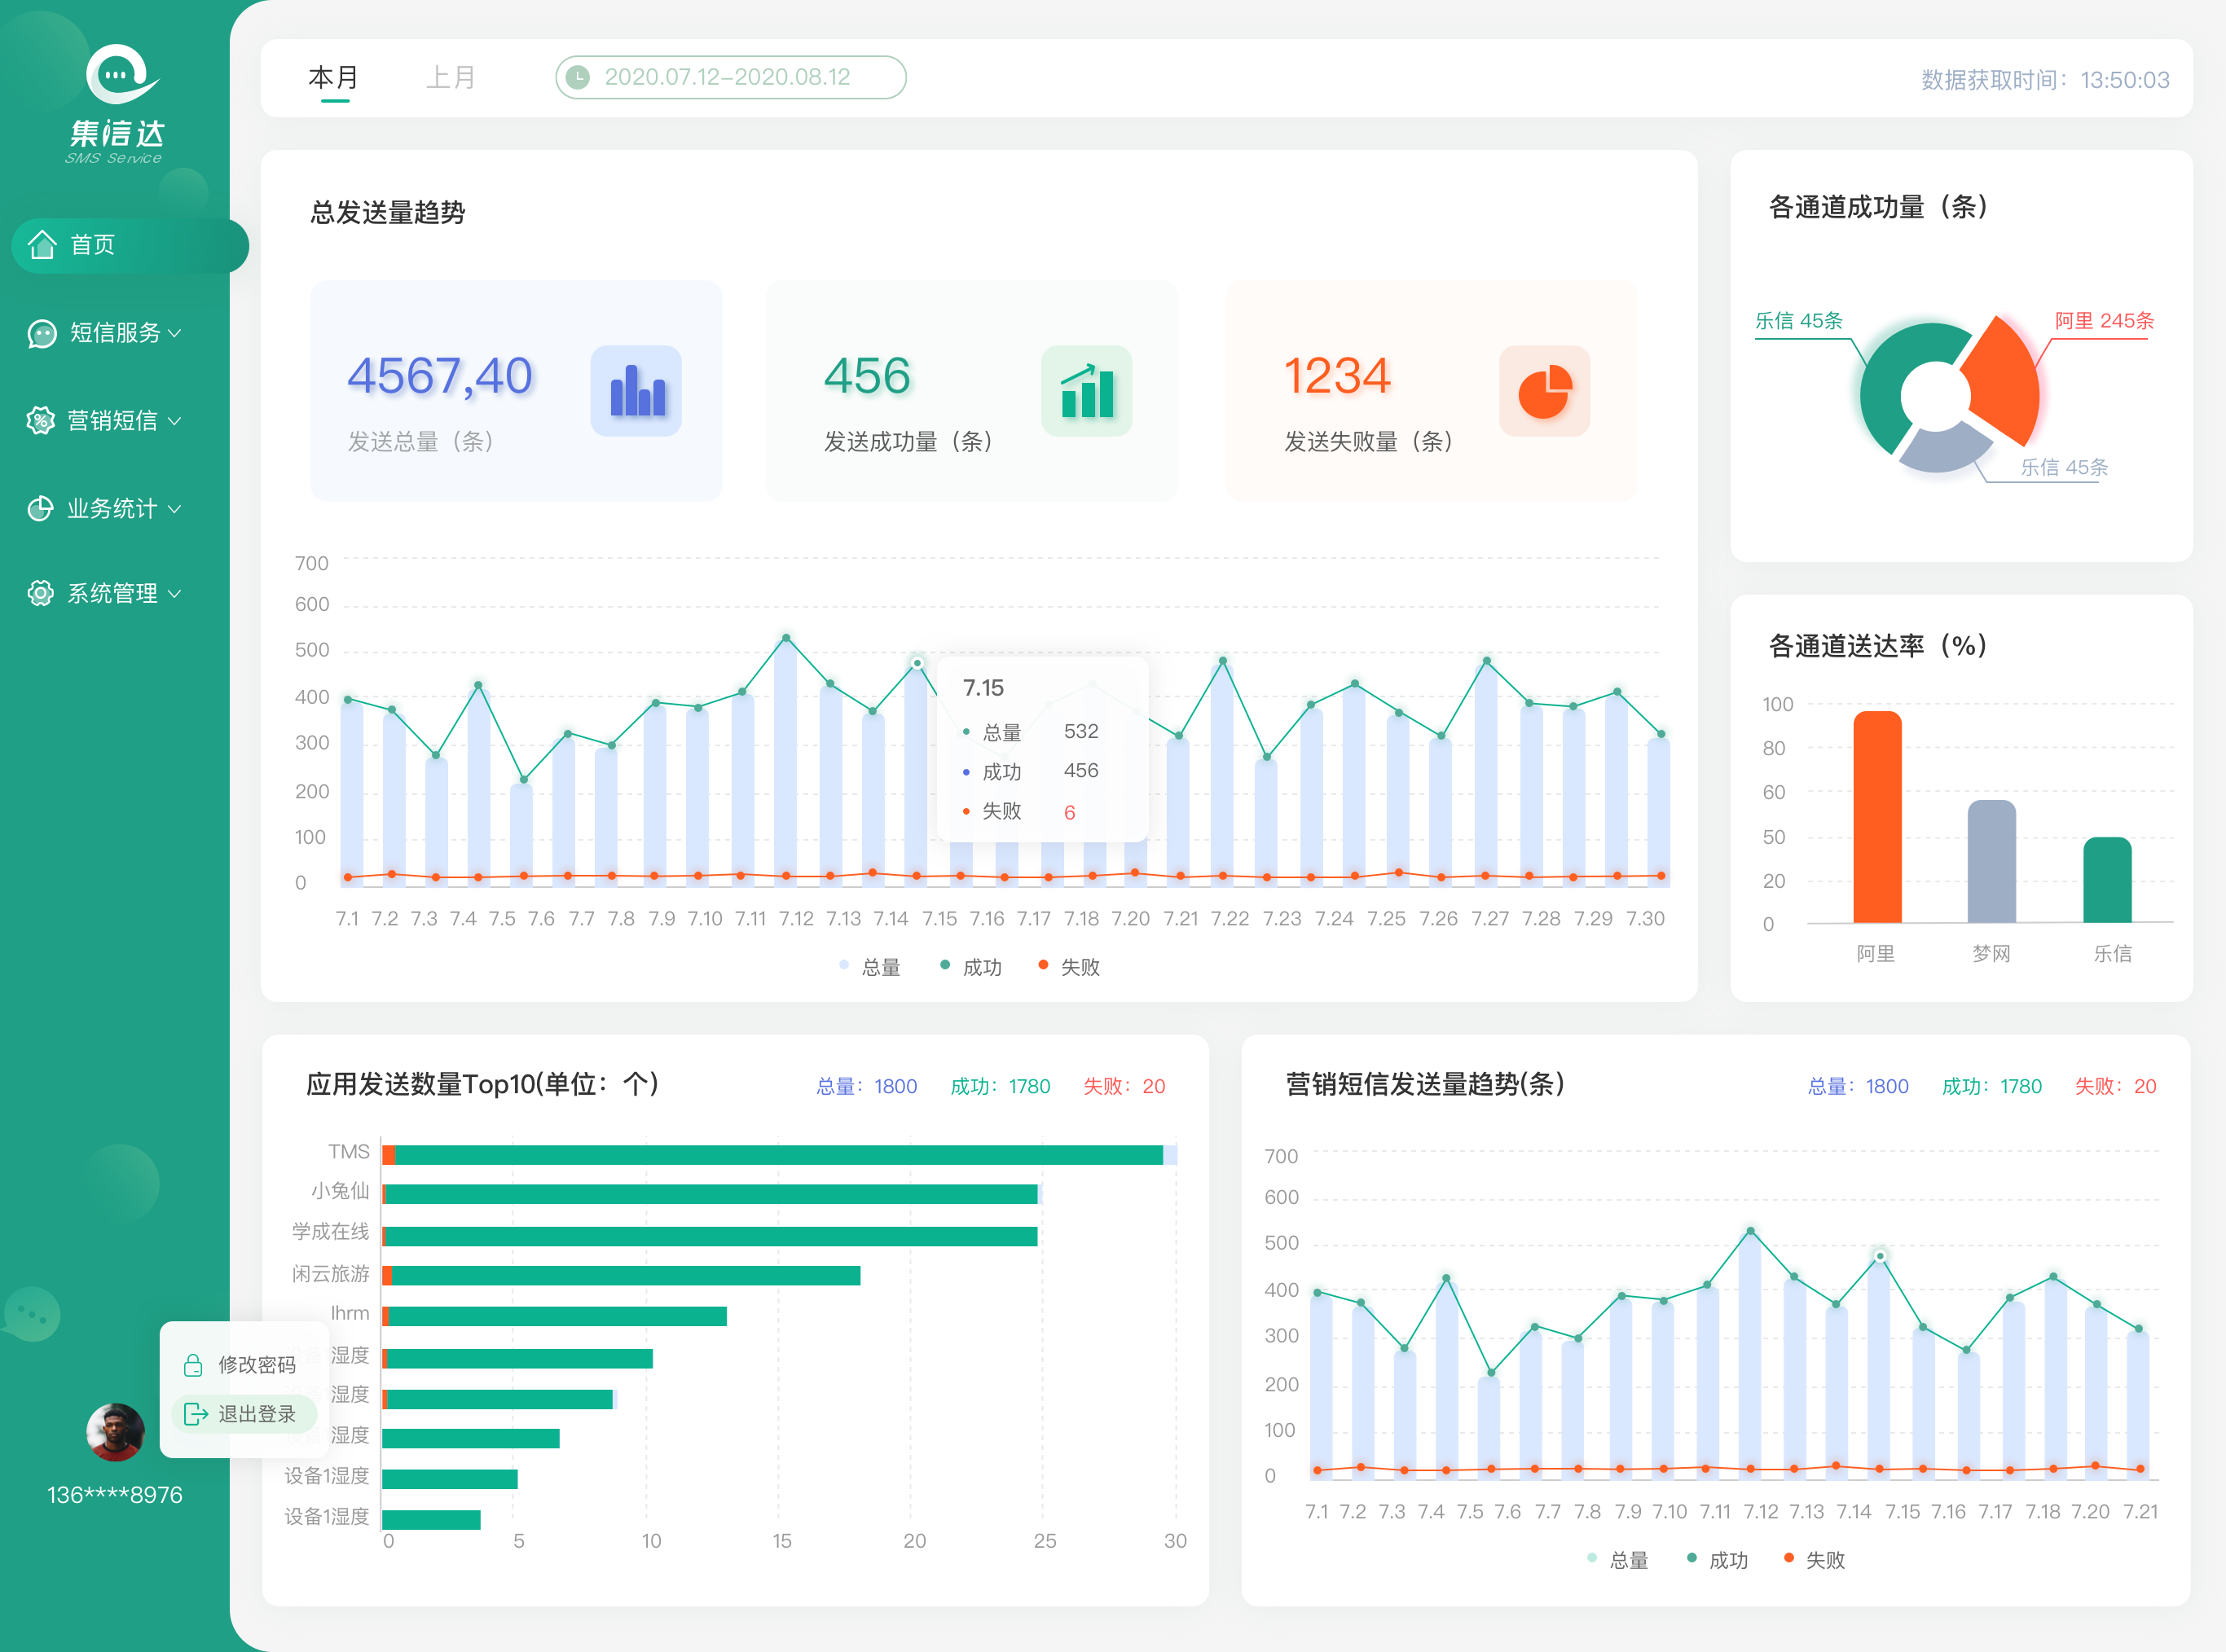 集信达
SMS Service
首页
短信服务
营销短信
业务统计
系统管理
136****8976
修改密码
退出登录
本月
上月
2020.07.12-2020.08.12
数据获取时间：13:50:03
总发送量趋势
4567,40
发送总量（条）
456
发送成功量（条）
1234
发送失败量（条）
700
600
500
400
300
200
100
0
7.15
总量 532
成功 456
失败 6
7.1 7.2 7.3 7.4 7.5 7.6 7.7 7.8 7.9 7.10 7.11 7.12 7.13 7.14 7.15 7.16 7.17 7.18 7.20 7.21 7.22 7.23 7.24 7.25 7.26 7.27 7.28 7.29 7.30
总量 成功 失败
各通道成功量（条）
乐信 45条
阿里 245条
乐信 45条
各通道送达率（%）
100
80
60
50
20
0
阿里 梦网 乐信
应用发送数量Top10(单位：个)
总量：1800 成功：1780 失败：20
TMS
小兔仙
学成在线
闲云旅游
lhrm
湿度
湿度
湿度
设备1湿度
设备1湿度
0 5 10 15 20 25 30
营销短信发送量趋势(条)
总量：1800 成功：1780 失败：20
700
600
500
400
300
200
100
0
7.1 7.2 7.3 7.4 7.5 7.6 7.7 7.8 7.9 7.10 7.11 7.12 7.13 7.14 7.15 7.16 7.17 7.18 7.20 7.21
总量 成功 失败